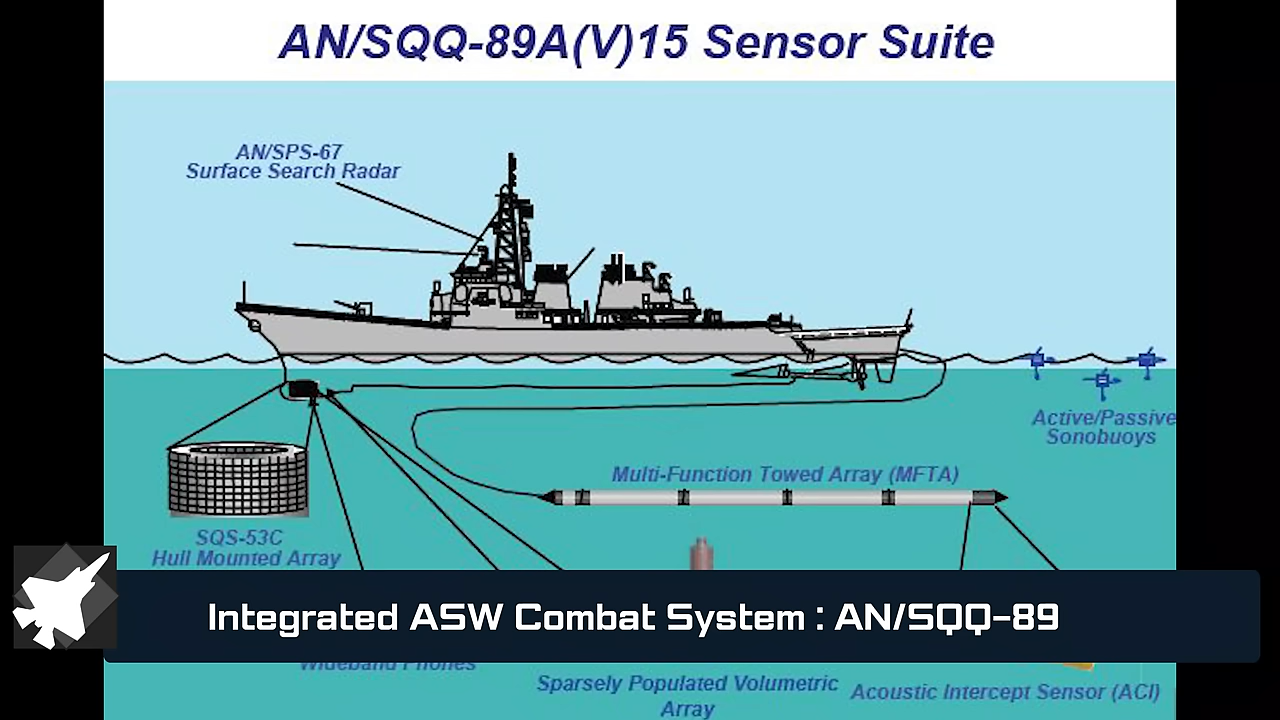 AN/SQQ-89A(V)15 Sensor Suite
AN/SPS-67
Surface Search Radar
Active/Passive
Sonobuoys
Multi-Function Towed Array (MFTA)
SQS-53C
Hull Mounted Array
Integrated ASW Combat System : AN/SQQ-89
Wideband Phones
Sparsely Populated Volumetric
Array
Acoustic Intercept Sensor (ACI)